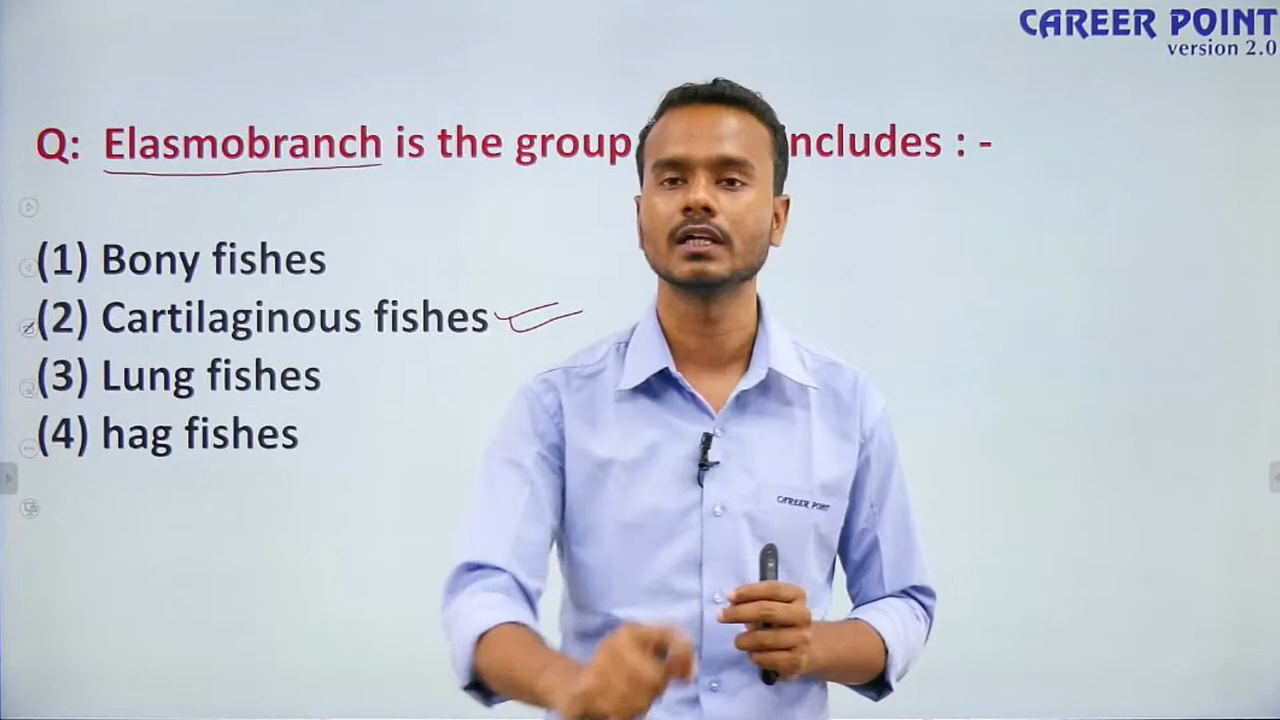 CAREER POINT
version 2.0
Q: Elasmobranch is the group ncludes : -
(1) Bony fishes
(2) Cartilaginous fishes
(3) Lung fishes
(4) hag fishes
CAREER POINT